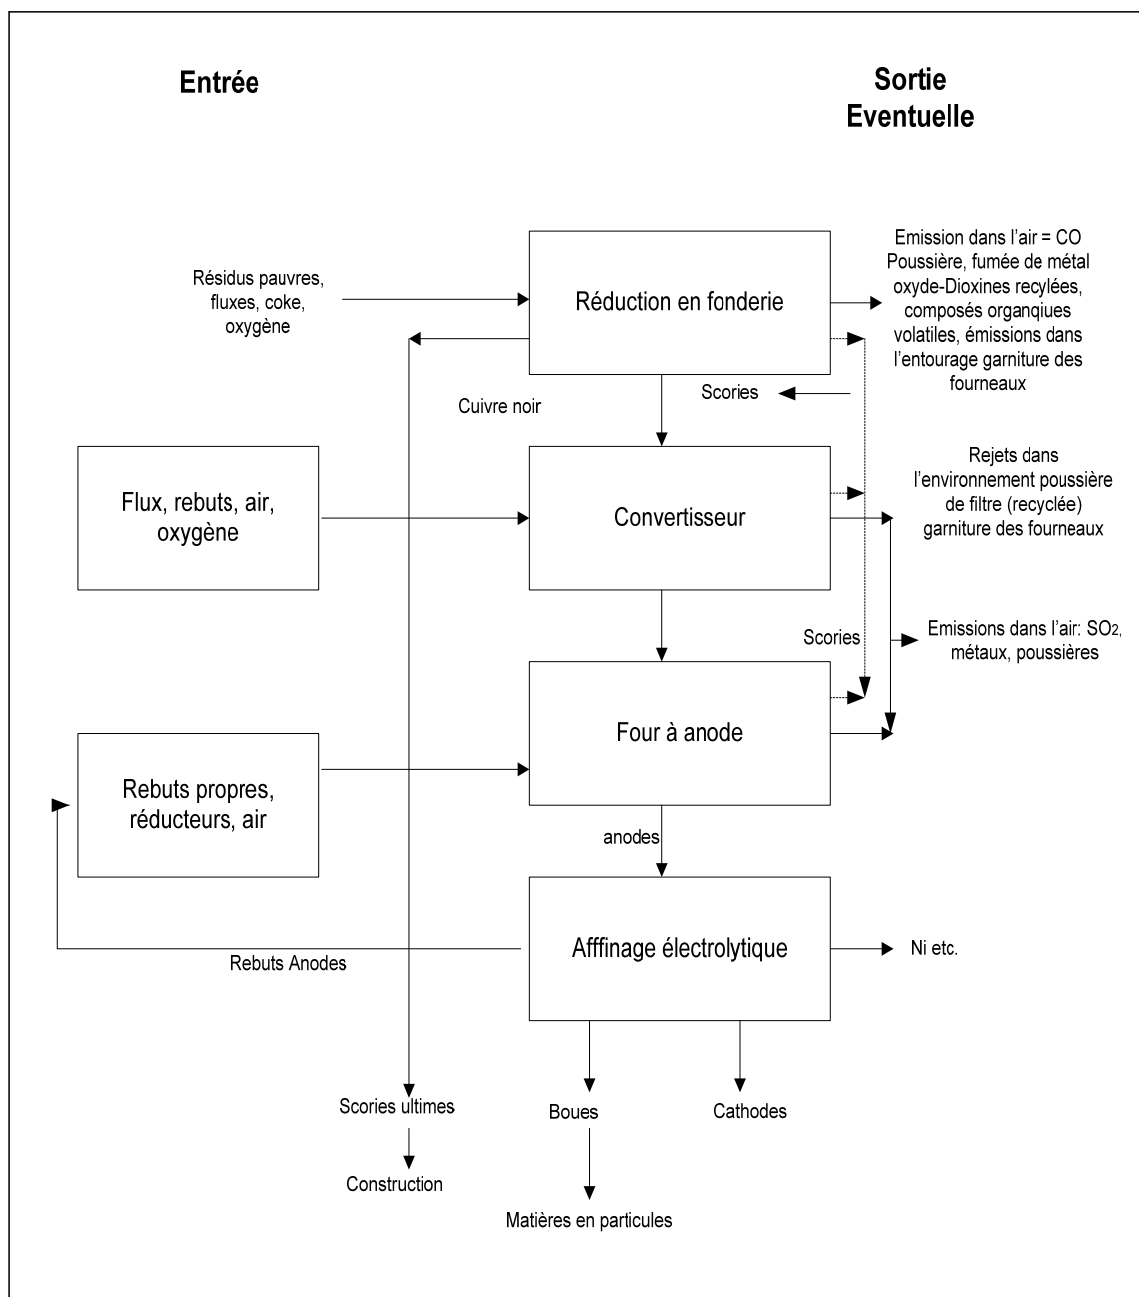 Entrée
Sortie
Eventuelle
Résidus pauvres,
fluxes, coke,
oxygène
Réduction en fonderie
Emission dans l'air = CO
Poussière, fumée de métal
oxyde-Dioxines recylées,
composés organqiues
volatiles, émissions dans
l'entourage garniture des
fourneaux
Cuivre noir
Scories
Flux, rebuts, air,
oxygène
Convertisseur
Rejets dans
l'environnement poussière
de filtre (recyclée)
garniture des fourneaux
Scories
Emissions dans l'air: SO2,
métaux, poussières
Rebuts propres,
réducteurs, air
Four à anode
anodes
Afffinage électrolytique
Ni etc.
Rebuts Anodes
Scories ultimes
Boues
Cathodes
Construction
Matières en particules